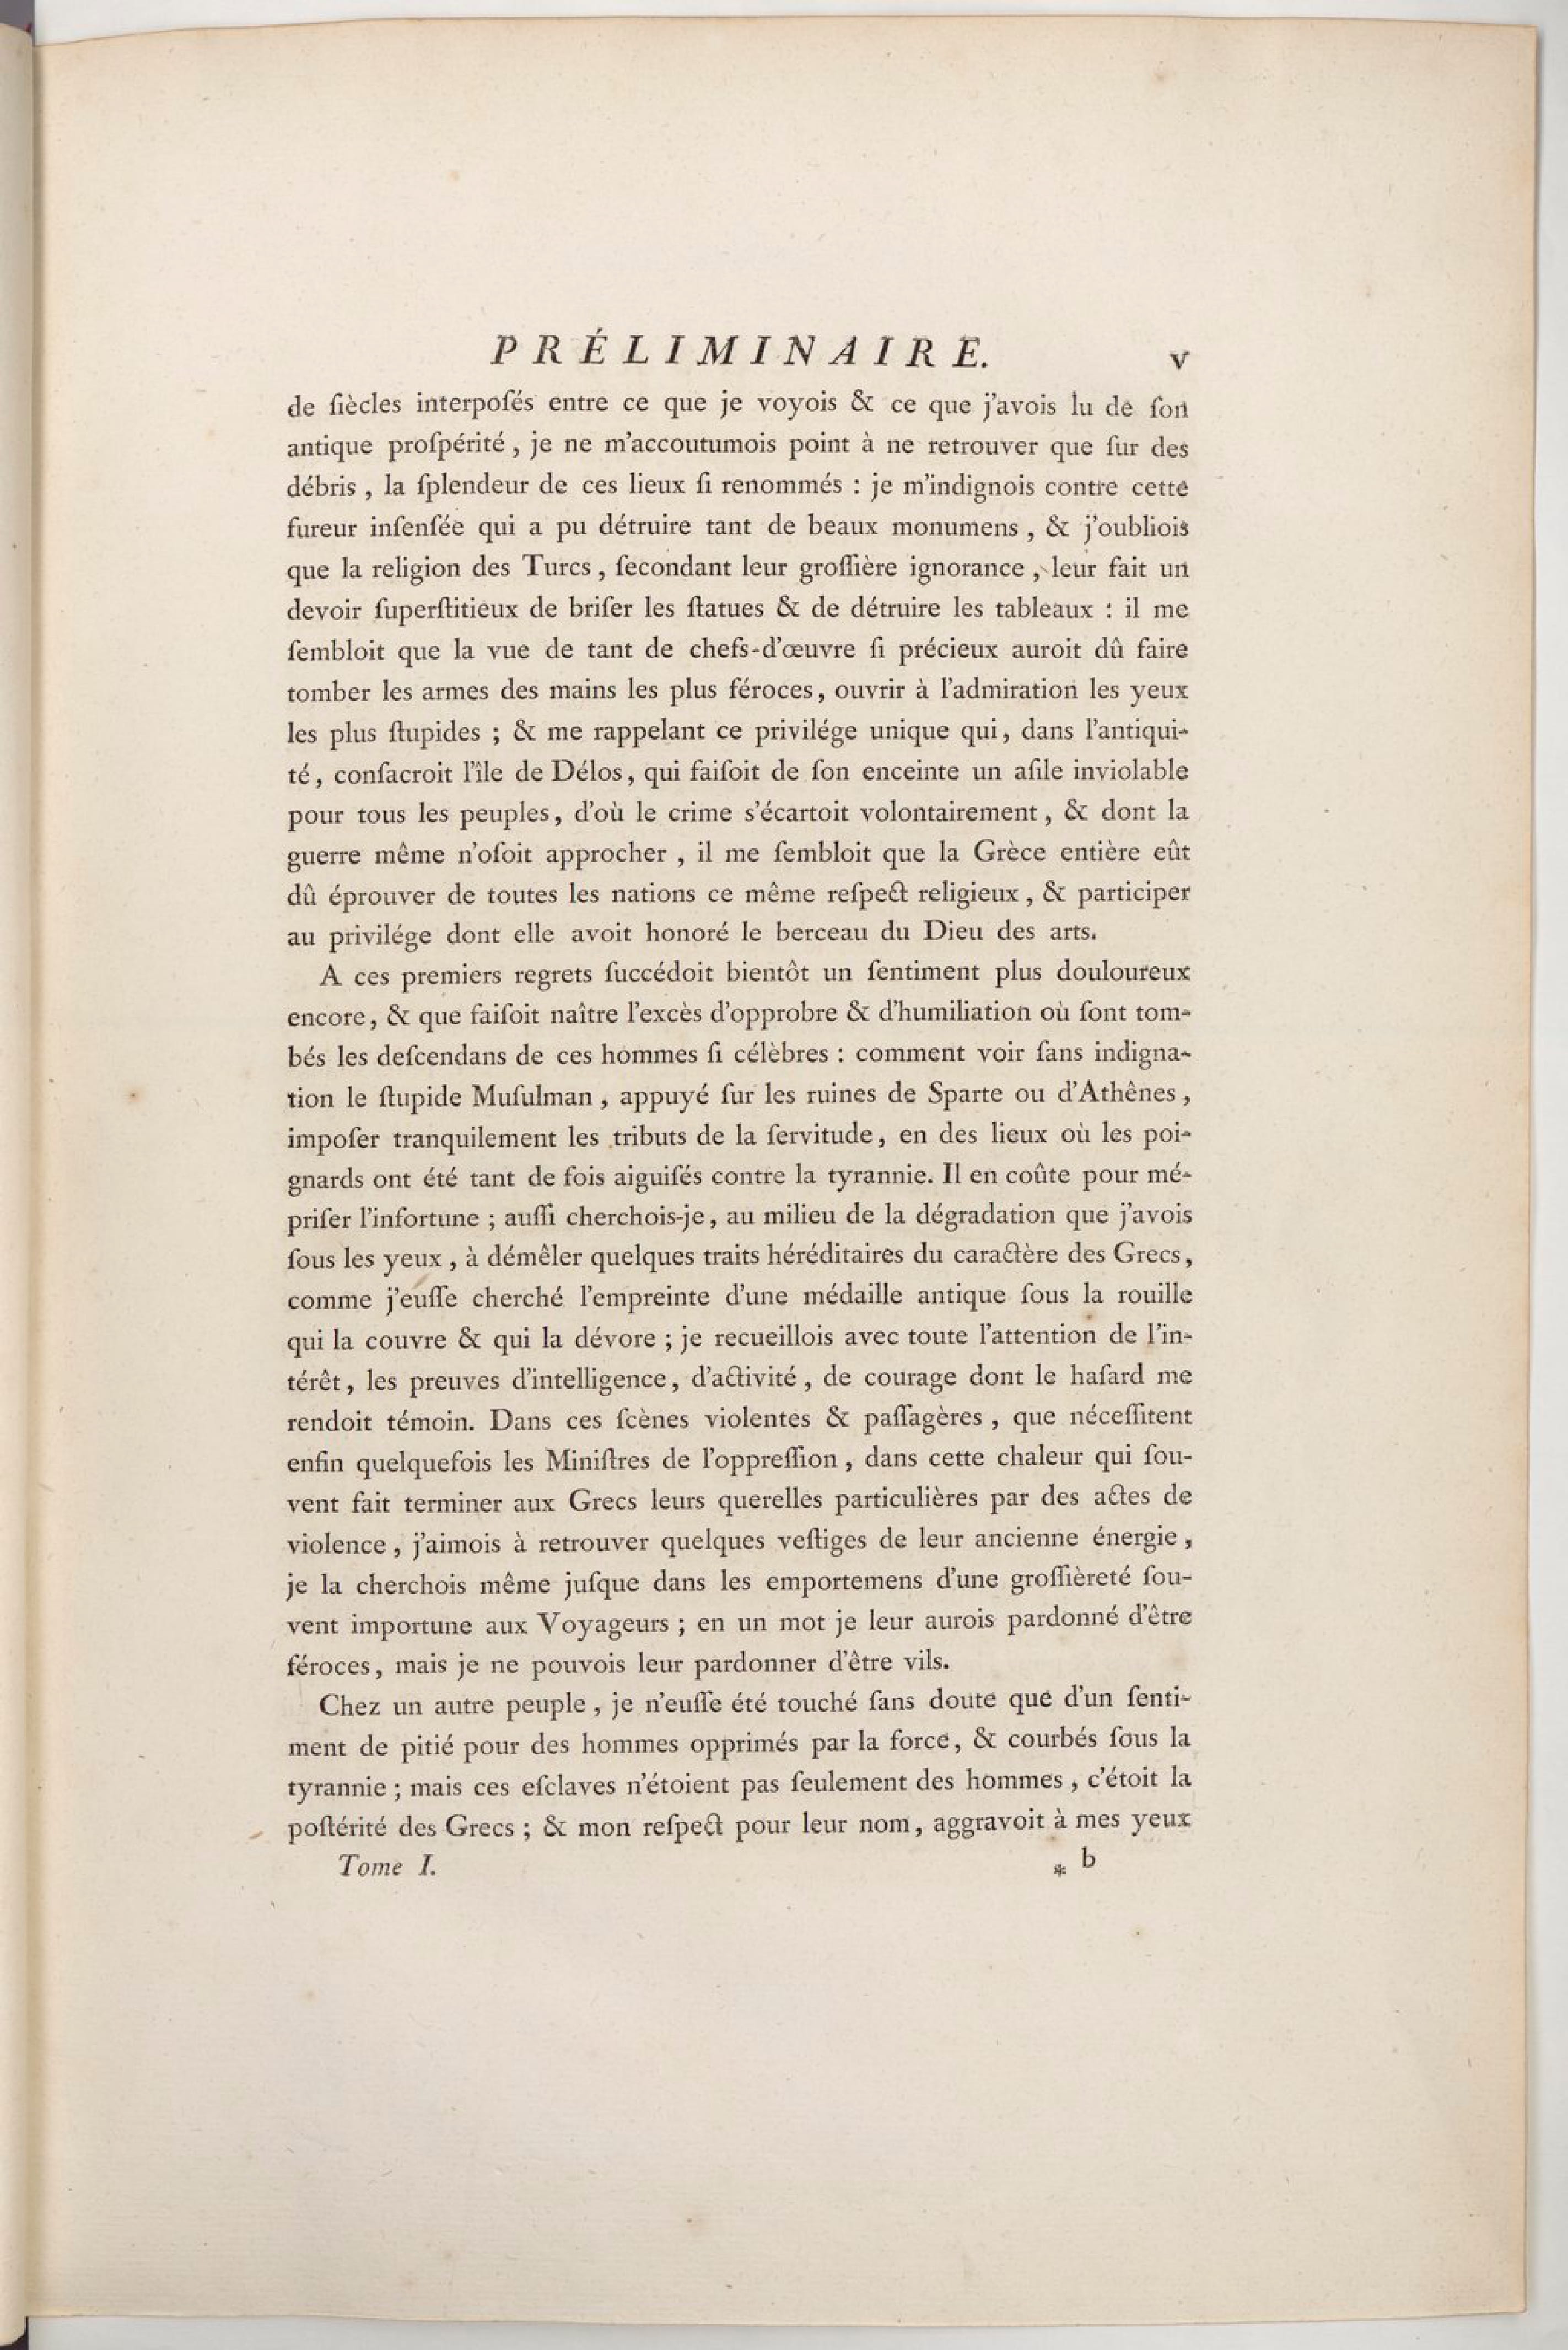 PRÉLIMINAIRE. v
de ſiècles interpoſés entre ce que je voyois & ce que j'avois lu de ſon
antique proſpérité, je ne m'accoutumois point à ne retrouver que ſur des
débris, la ſplendeur de ces lieux ſi renommés : je m'indignois contre cette
fureur inſenſée qui a pu détruire tant de beaux monumens, & j'oubliois
que la religion des Turcs, ſecondant leur groſſière ignorance, leur fait un
devoir ſuperſtitieux de briſer les ſtatues & de détruire les tableaux : il me
ſembloit que la vue de tant de chefs-d'œuvre ſi précieux auroit dû faire
tomber les armes des mains les plus féroces, ouvrir à l'admiration les yeux
les plus ſtupides ; & me rappelant ce privilége unique qui, dans l'antiqui-
té, conſacroit l'île de Délos, qui faiſoit de ſon enceinte un aſile inviolable
pour tous les peuples, d'où le crime s'écartoit volontairement, & dont la
guerre même n'oſoit approcher, il me ſembloit que la Grèce entière eût
dû éprouver de toutes les nations ce même reſpect religieux, & participer
au privilége dont elle avoit honoré le berceau du Dieu des arts.
A ces premiers regrets ſuccédoit bientôt un ſentiment plus douloureux
encore, & que faiſoit naître l'excès d'opprobre & d'humiliation où ſont tom-
bés les deſcendans de ces hommes ſi célèbres : comment voir ſans indigna-
tion le ſtupide Muſulman, appuyé ſur les ruines de Sparte ou d'Athênes,
impoſer tranquilement les tributs de la ſervitude, en des lieux où les poi-
gnards ont été tant de fois aiguiſés contre la tyrannie. Il en coûte pour mé-
priſer l'infortune ; auſſi cherchois-je, au milieu de la dégradation que j'avois
ſous les yeux, à démêler quelques traits héréditaires du caractère des Grecs,
comme j'euſſe cherché l'empreinte d'une médaille antique ſous la rouille
qui la couvre & qui la dévore ; je recueillois avec toute l'attention de l'in-
térêt, les preuves d'intelligence, d'activité, de courage dont le haſard me
rendoit témoin. Dans ces ſcènes violentes & paſſagères, que néceſſitent
enfin quelquefois les Miniſtres de l'oppreſſion, dans cette chaleur qui ſou-
vent fait terminer aux Grecs leurs querelles particulières par des actes de
violence, j'aimois à retrouver quelques veſtiges de leur ancienne énergie,
je la cherchois même juſque dans les emportemens d'une groſſièreté ſou-
vent importune aux Voyageurs ; en un mot je leur aurois pardonné d'être
féroces, mais je ne pouvois leur pardonner d'être vils.
Chez un autre peuple, je n'euſſe été touché ſans doute que d'un ſenti-
ment de pitié pour des hommes opprimés par la force, & courbés ſous la
tyrannie ; mais ces eſclaves n'étoient pas ſeulement des hommes, c'étoit la
poſtérité des Grecs ; & mon reſpect pour leur nom, aggravoit à mes yeux
Tome I. * b